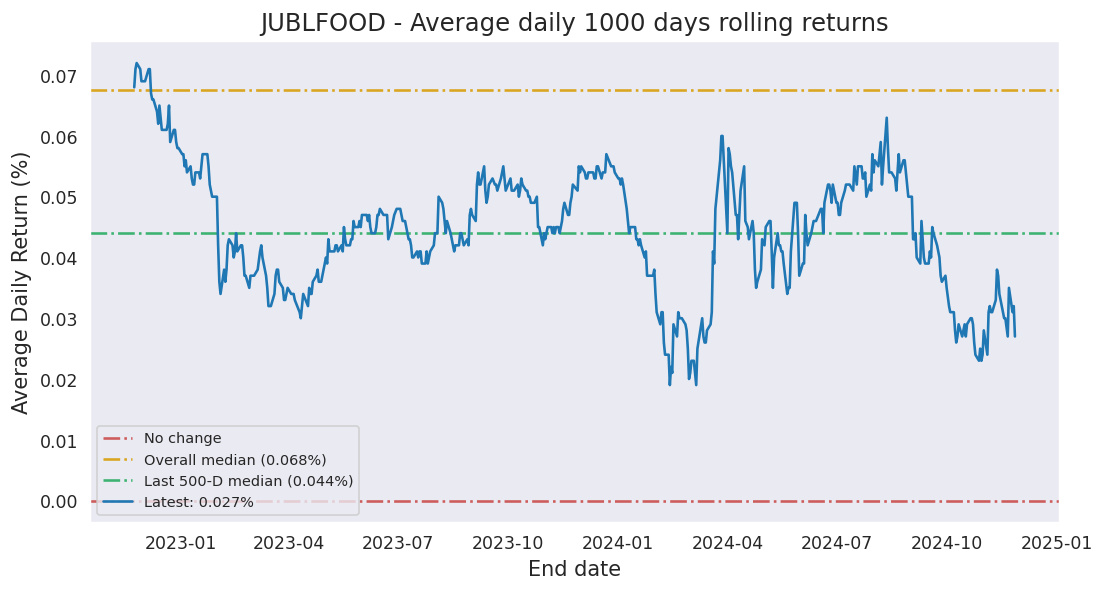 JUBLFOOD - Average daily 1000 days rolling returns
Average Daily Return (%)
0.07
0.06
0.05
0.04
0.03
0.02
0.01
0.00
No change
Overall median (0.068%)
Last 500-D median (0.044%)
Latest: 0.027%
2023-01 2023-04 2023-07 2023-10 2024-01 2024-04 2024-07 2024-10 2025-01
End date